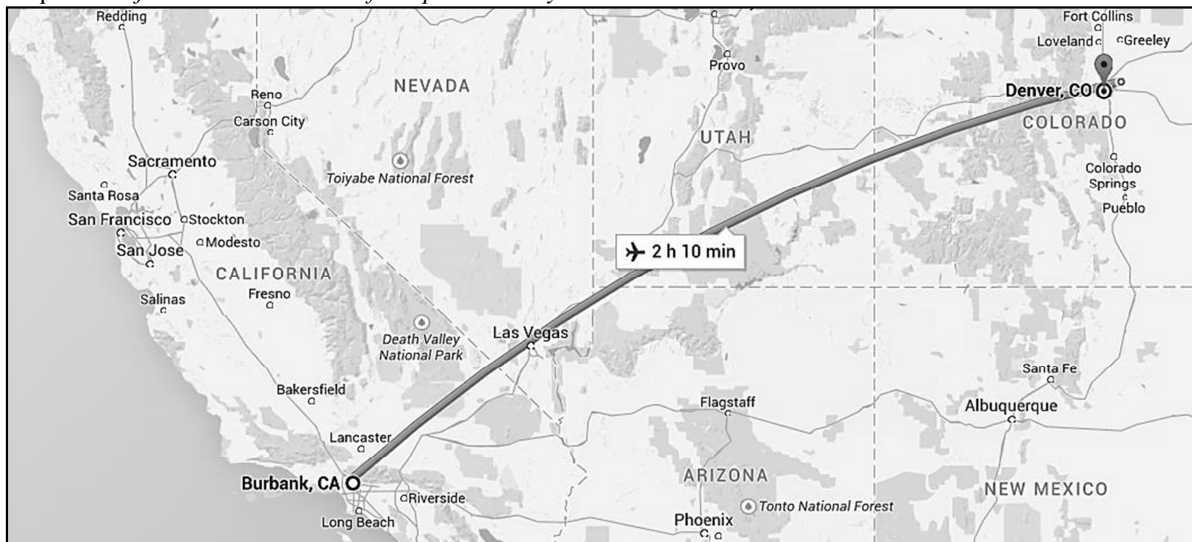 Redding
Fort Collins
Loveland
Greeley
Provo
Denver, CO
NEVADA
Reno
Carson City
UTAH
COLORADO
Sacramento
Toiyabe National Forest
Colorado
Springs
Santa Rosa
Pueblo
San Francisco
Stockton
Modesto
San Jose
2 h 10 min
CALIFORNIA
Salinas
Fresno
Las Vegas
Death Valley
National Park
Santa Fe
Bakersfield
Flagstaff
Albuquerque
Lancaster
Burbank, CA
ARIZONA
NEW MEXICO
Riverside
Tonto National Forest
Long Beach
Phoenix